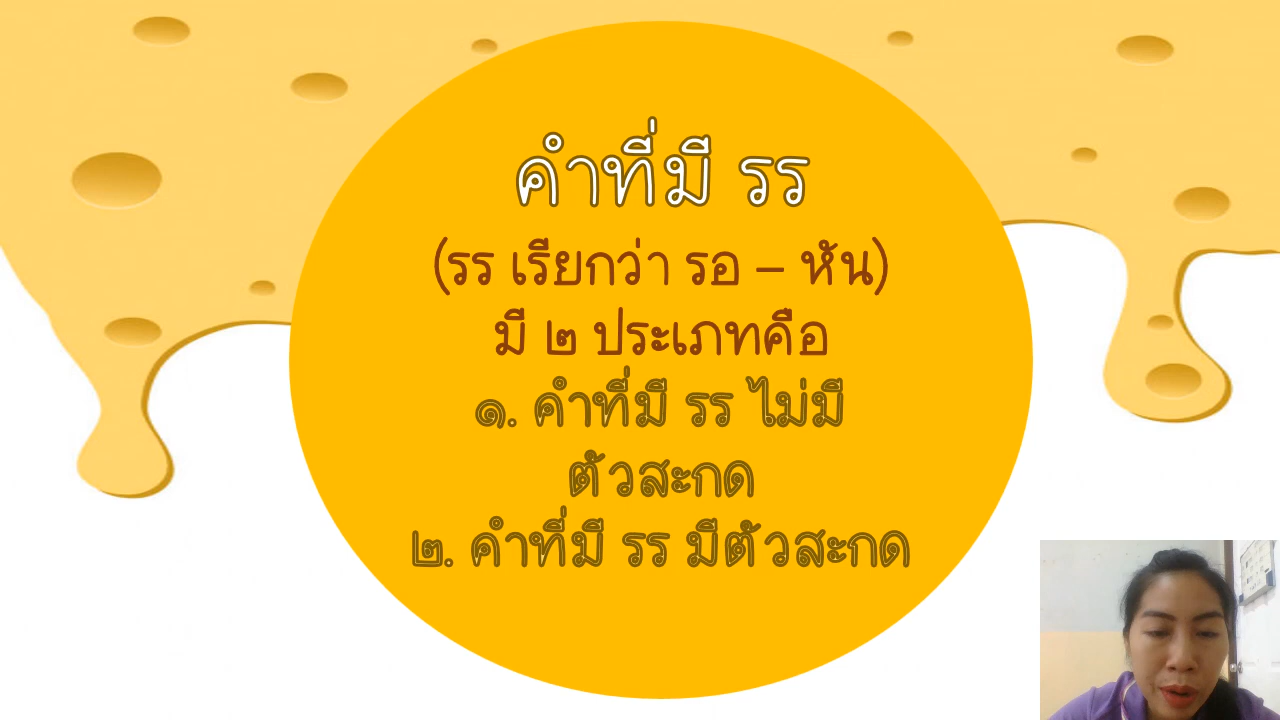 คำที่มี รร
(รร เรียกว่า รอ – หัน)
มี ๒ ประเภทคือ
๑. คำที่มี รร ไม่มี
ตัวสะกด
๒. คำที่มี รร มีตัวสะกด